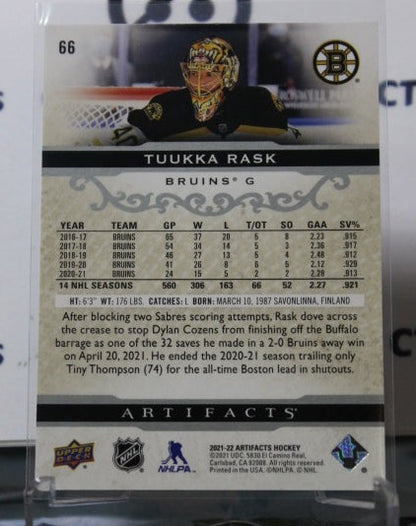 66
B
TUUKKA RASK
BRUINS® G
YEAR TEAM GP W L T/OT SO GAA SV%
2016-17 BRUINS 65 37 20 5 8 2.23 .915
2017-18 BRUINS 54 34 14 5 3 2.36 .917
2018-19 BRUINS 46 27 13 5 4 2.48 .912
2019-20 BRUINS 41 26 8 6 5 2.12 .929
2020-21 BRUINS 24 15 5 2 2 2.28 .913
14 NHL SEASONS 560 306 163 66 52 2.27 .921
HT: 6'3" WT: 176 LBS. CATCHES: L BORN: MARCH 10, 1987 SAVONLINNA, FINLAND
After blocking two Sabres scoring attempts, Rask dove across
the crease to stop Dylan Cozens from finishing off the Buffalo
barrage as one of the 32 saves he made in a 2-0 Bruins away win
on April 20, 2021. He ended the 2020-21 season trailing only
Tiny Thompson (74) for the all-time Boston lead in shutouts.
ARTIFACTS®
UPPER DECK
NHL
NHLPA
2021-22 ARTIFACTS HOCKEY
©2021 UDC. 5830 El Camino Real,
Carlsbad, CA 92008. All rights reserved.
Printed in the USA. ©NHLPA. © NHL.